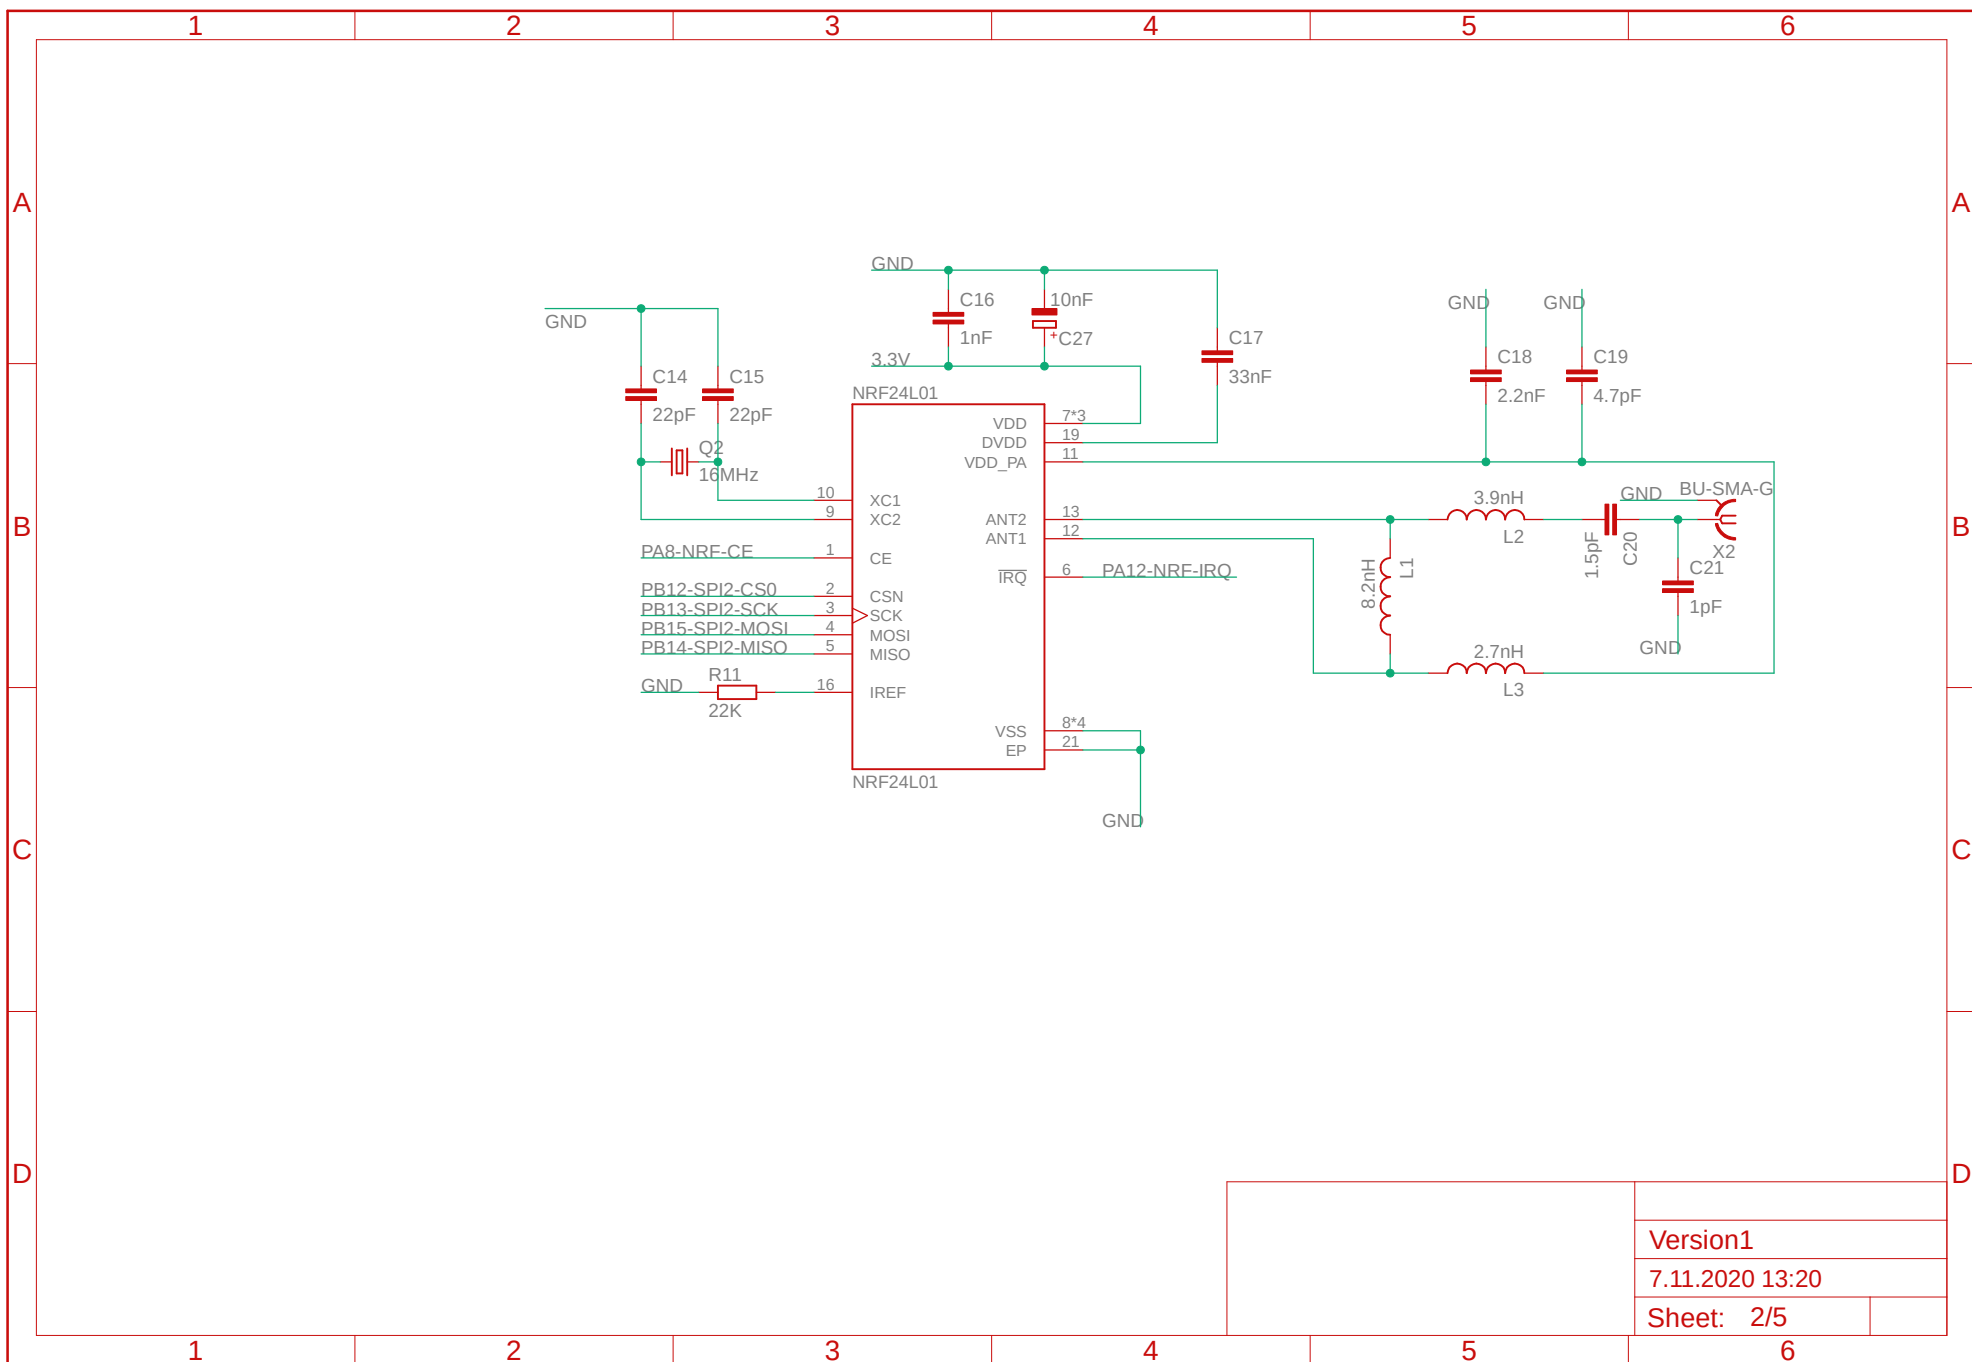 1 2 3 4 5 6
A A
GND
GND GND
C16 10nF
GND
1nF C27
+
C17
3.3V
33nF
C18 C19
2.2nF 4.7pF
C14 C15
22pF 22pF
NRF24L01
VDD 7*3
DVDD 19
VDD_PA 11
Q2
16MHz
10 XC1
9 XC2
ANT2 13
ANT1 12
3.9nH
L2
GND BU-SMA-G
X2
1.5pF
C20
C21
1pF
GND
B B
PA8-NRF-CE 1 CE
IRQ 6 PA12-NRF-IRQ
8.2nH
L1
PB12-SPI2-CS0 2 CSN
PB13-SPI2-SCK 3 SCK
PB15-SPI2-MOSI 4 MOSI
PB14-SPI2-MISO 5 MISO
2.7nH
L3
R11
GND 16 IREF
22K
VSS 8*4
EP 21
NRF24L01
GND
C C
D D
Version1
7.11.2020 13:20
Sheet: 2/5
1 2 3 4 5 6